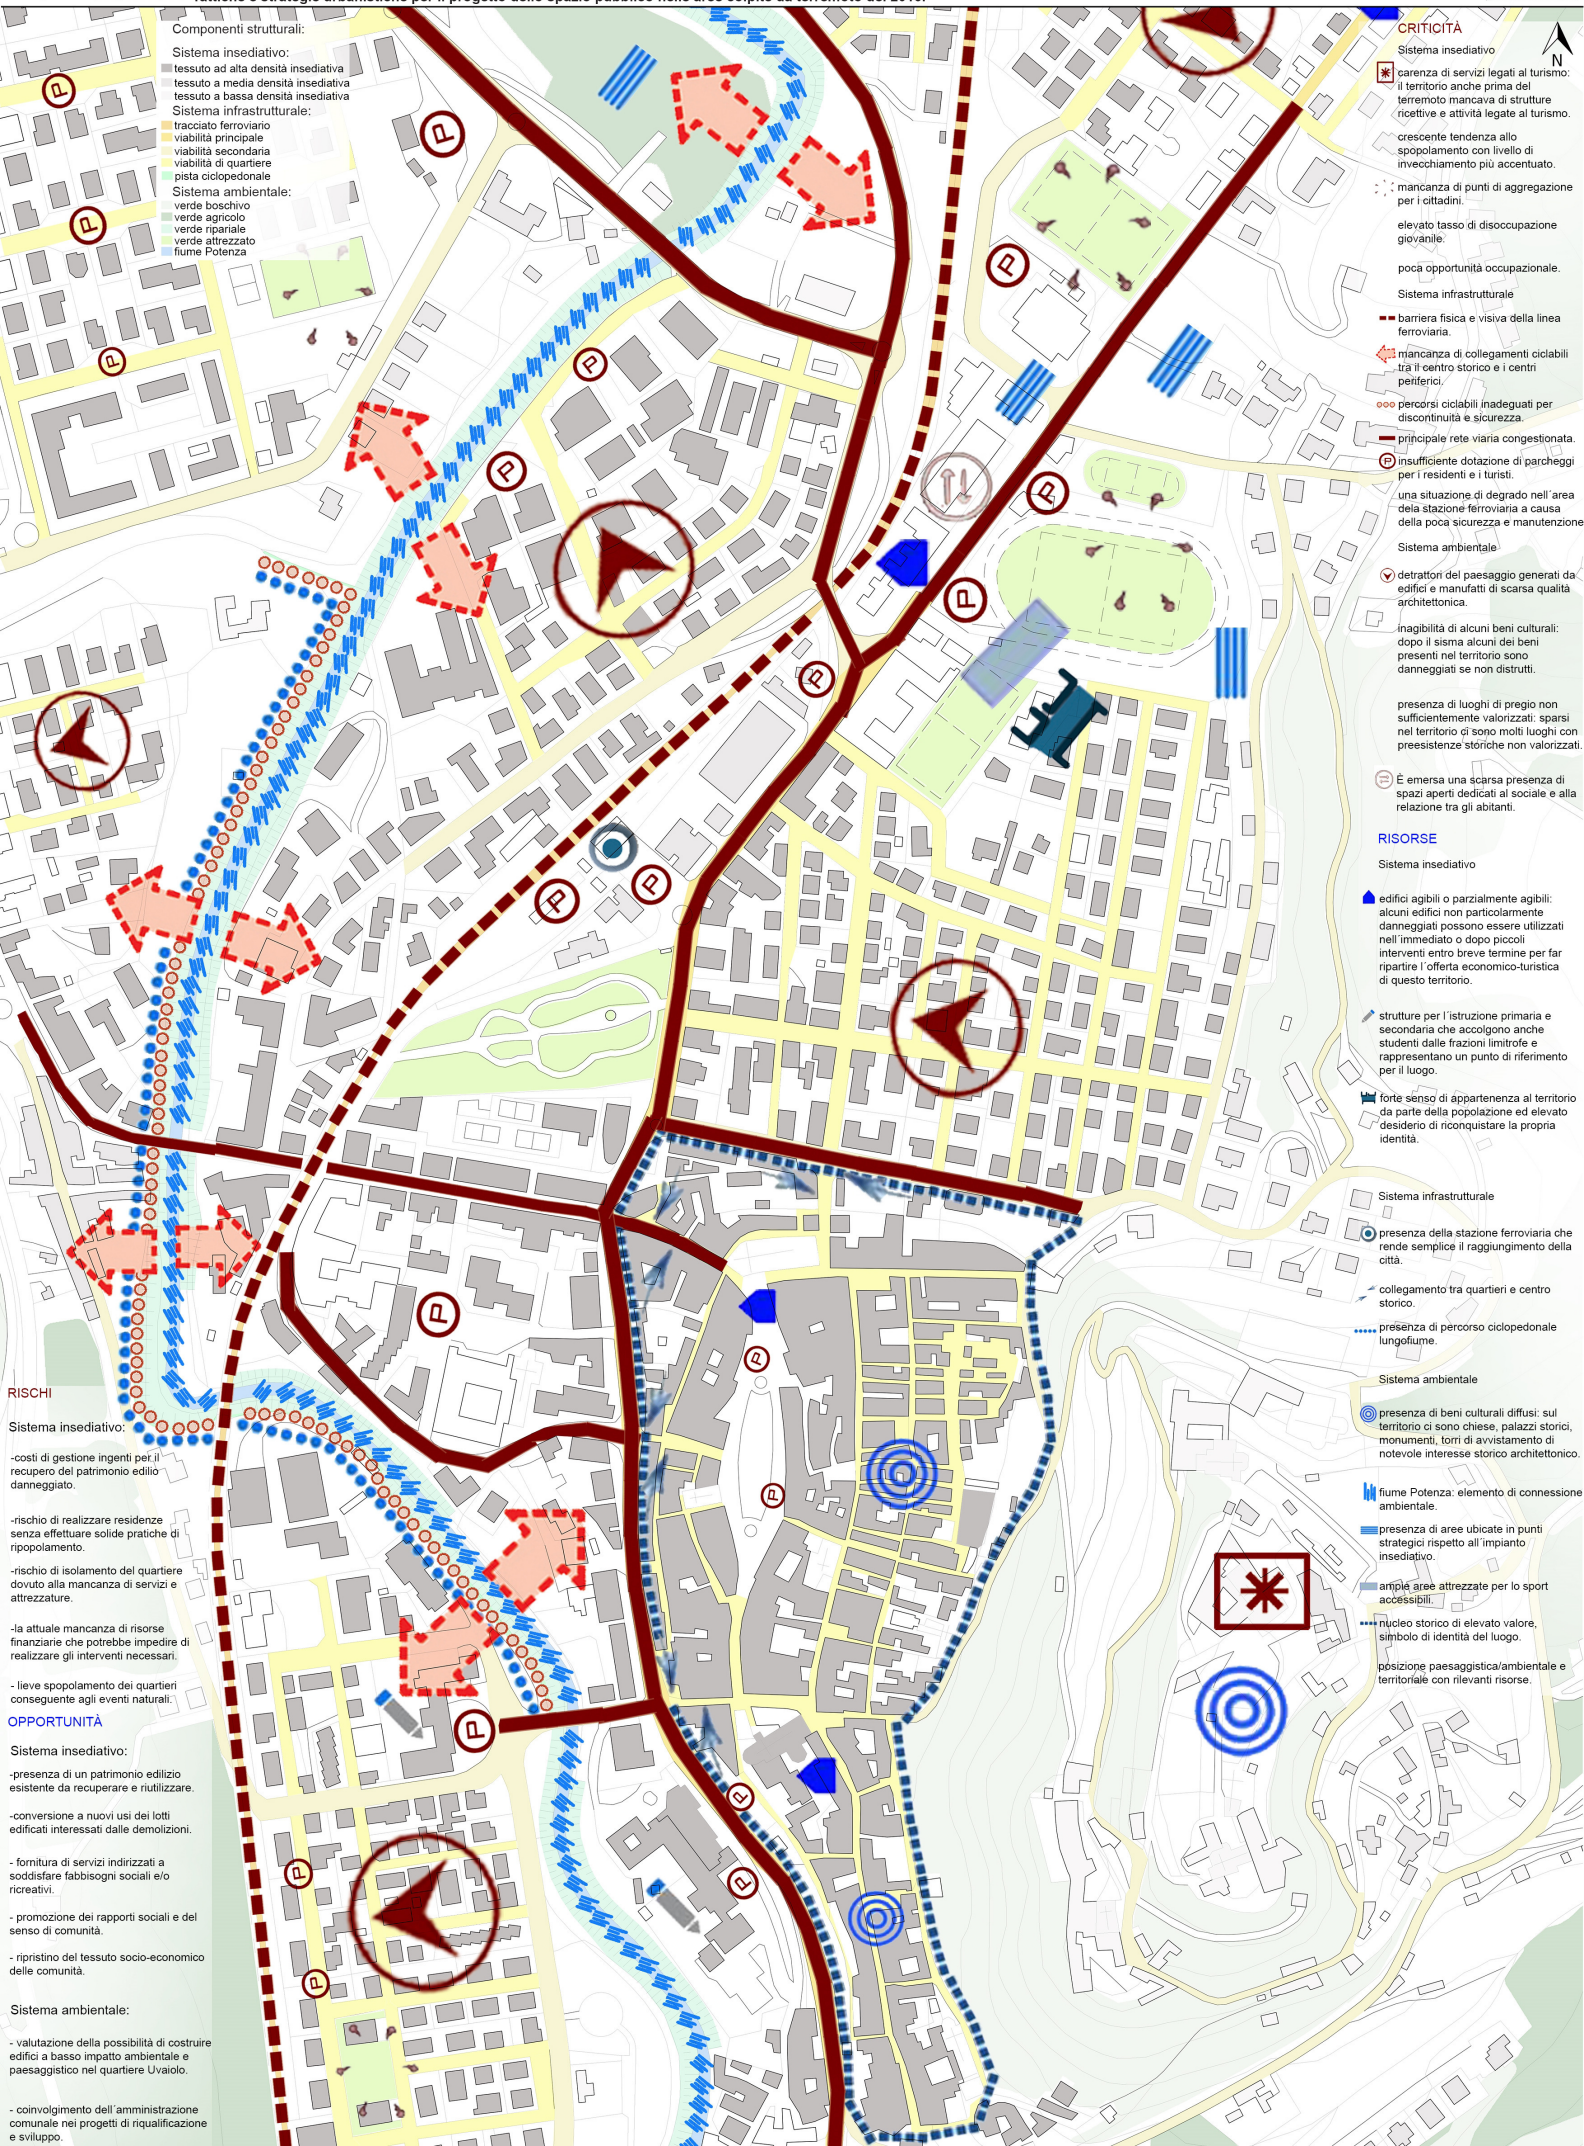 Componenti strutturali:
Sistema insediativo:
tessuto ad alta densità insediativa
tessuto a media densità insediativa
tessuto a bassa densità insediativa
Sistema infrastrutturale:
tracciato ferroviario
viabilità principale
viabilità secondaria
viabilità di quartiere
pista ciclopedonale
Sistema ambientale:
verde boschivo
verde agricolo
verde ripariale
verde attrezzato
fiume Potenza
CRITICITÀ
N
Sistema insediativo
carenza di servizi legati al turismo:
il territorio anche prima del
terremoto mancava di strutture
ricettive e attività legate al turismo.
crescente tendenza allo
spopolamento con livello di
invecchiamento più accentuato.
mancanza di punti di aggregazione
per i cittadini.
elevato tasso di disoccupazione
giovanile.
poca opportunità occupazionale.
Sistema infrastrutturale
barriera fisica e visiva della linea
ferroviaria.
mancanza di collegamenti ciclabili
tra il centro storico e i centri
periferici.
percorsi ciclabili inadeguati per
discontinuità e sicurezza.
principale rete viaria congestionata.
P insufficiente dotazione di parcheggi
per i residenti e i turisti.
una situazione di degrado nell´area
dela stazione ferroviaria a causa
della poca sicurezza e manutenzione
Sistema ambientale
detrattori del paesaggio generati da
edifici e manufatti di scarsa qualità
architettonica.
inagibilità di alcuni beni culturali:
dopo il sisma alcuni dei beni
presenti nel territorio sono
danneggiati se non distrutti.
presenza di luoghi di pregio non
sufficientemente valorizzati: sparsi
nel territorio ci sono molti luoghi con
preesistenze storiche non valorizzati.
È emersa una scarsa presenza di
spazi aperti dedicati al sociale e alla
relazione tra gli abitanti.
RISORSE
Sistema insediativo
edifici agibili o parzialmente agibili:
alcuni edifici non particolarmente
danneggiati possono essere utilizzati
nell´immediato o dopo piccoli
interventi entro breve termine per far
ripartire l´offerta economico-turistica
di questo territorio.
strutture per l´istruzione primaria e
secondaria che accolgono anche
studenti dalle frazioni limitrofe e
rappresentano un punto di riferimento
per il luogo.
forte senso di appartenenza al territorio
da parte della popolazione ed elevato
desiderio di riconquistare la propria
identità.
Sistema infrastrutturale
presenza della stazione ferroviaria che
rende semplice il raggiungimento della
città.
collegamento tra quartieri e centro
storico.
presenza di percorso ciclopedonale
lungofiume.
Sistema ambientale
presenza di beni culturali diffusi: sul
territorio ci sono chiese, palazzi storici,
monumenti, torri di avvistamento di
notevole interesse storico architettonico.
fiume Potenza: elemento di connessione
ambientale.
presenza di aree ubicate in punti
strategici rispetto all´impianto
insediativo.
ampie aree attrezzate per lo sport
accessibili.
nucleo storico di elevato valore,
simbolo di identità del luogo.
posizione paesaggistica/ambientale e
territoriale con rilevanti risorse.
RISCHI
Sistema insediativo:
-costi di gestione ingenti per il
recupero del patrimonio edilio
danneggiato.
-rischio di realizzare residenze
senza effettuare solide pratiche di
ripopolamento.
-rischio di isolamento del quartiere
dovuto alla mancanza di servizi e
attrezzature.
-la attuale mancanza di risorse
finanziarie che potrebbe impedire di
realizzare gli interventi necessari.
- lieve spopolamento dei quartieri
conseguente agli eventi naturali.
OPPORTUNITÀ
Sistema insediativo:
-presenza di un patrimonio edilizio
esistente da recuperare e riutilizzare.
-conversione a nuovi usi dei lotti
edificati interessati dalle demolizioni.
- fornitura di servizi indirizzati a
soddisfare fabbisogni sociali e/o
ricreativi.
- promozione dei rapporti sociali e del
senso di comunità.
- ripristino del tessuto socio-economico
delle comunità.
Sistema ambientale:
- valutazione della possibilità di costruire
edifici a basso impatto ambientale e
paesaggistico nel quartiere Uvaiolo.
- coinvolgimento dell´amministrazione
comunale nei progetti di riqualificazione
e sviluppo.